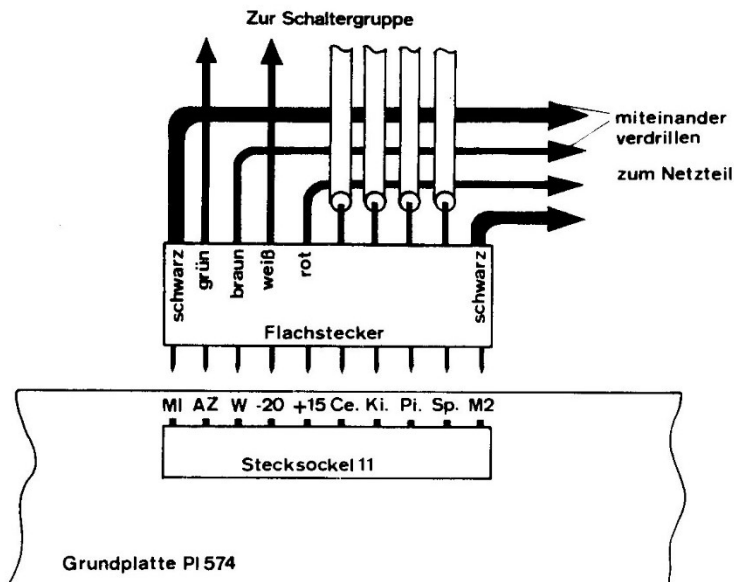 Zur Schaltergruppe
miteinander
verdrillen
zum Netzteil
schwarz
grün
braun
weiß
rot
schwarz
Flachstecker
M1 AZ W -20 +15 Ce. Ki. Pi. Sp. M2
Stecksockel 11
Grundplatte PI 574